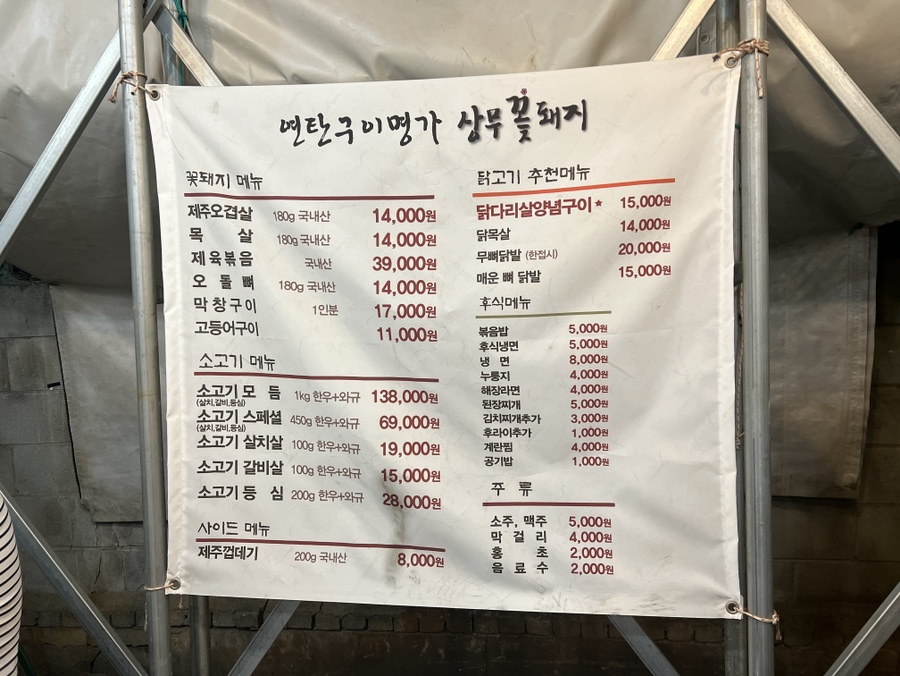 연탄구이명가 상무꽃돼지
꽃돼지 메뉴
제주오겹살 180g 국내산 14,000원
목 살 180g 국내산 14,000원
제육볶음 국내산 39,000원
오 돌 뼈 180g 국내산 14,000원
막창구이 1인분 17,000원
고등어구이 11,000원
소고기 메뉴
소고기 모 듬 1kg 한우+와규 138,000원
(살치,갈비,등심)
소고기 스페셜 450g 한우+와규 69,000원
(살치,갈비,등심)
소고기 살치살 100g 한우+와규 19,000원
소고기 갈비살 100g 한우+와규 15,000원
소고기 등 심 200g 한우+와규 28,000원
사이드 메뉴
제주껍데기 200g 국내산 8,000원
닭고기 추천메뉴
닭다리살양념구이★ 15,000원
닭목살 14,000원
무뼈닭발 (한접시) 20,000원
매운 뼈 닭발 15,000원
후식메뉴
볶음밥 5,000원
후식냉면 5,000원
냉 면 8,000원
누룽지 4,000원
해장라면 4,000원
된장찌개 5,000원
김치찌개추가 3,000원
후라이추가 1,000원
계란찜 4,000원
공기밥 1,000원
주 류
소주, 맥주 5,000원
막 걸 리 4,000원
홍 초 2,000원
음 료 수 2,000원